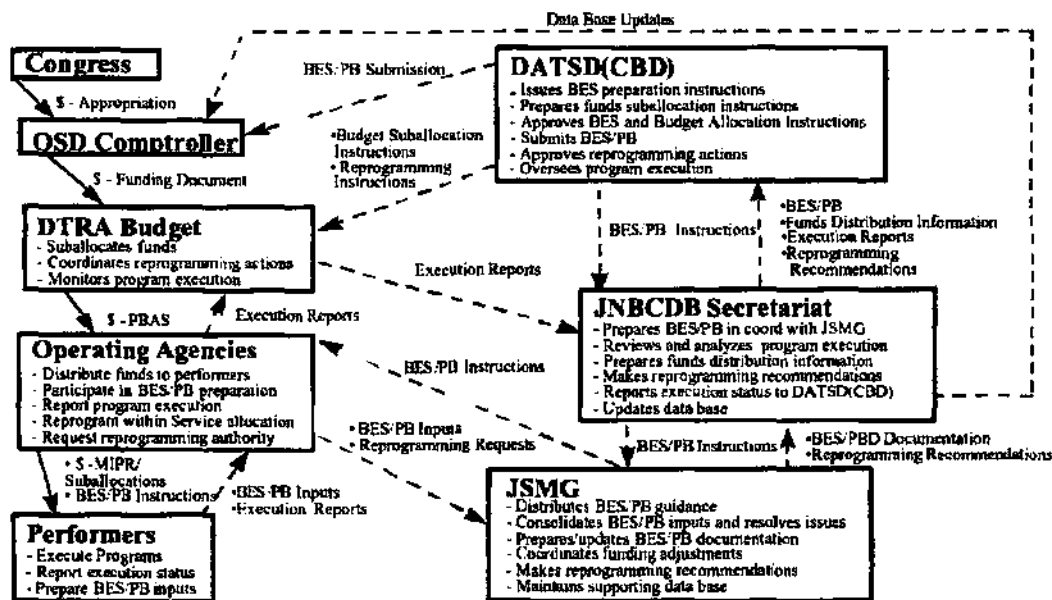 Data Base Updates
Congress
$ - Appropriation
OSD Comptroller
$ - Funding Document
BES/PB Submission
DATSD(CBD)
- Issues BES preparation instructions
- Prepares funds suballocation instructions
- Approves BES and Budget Allocation Instructions
- Submits BES/PB
- Approves reprogramming actions
- Oversees program execution
•Budget Suballocation
Instructions
• Reprogramming
Instructions
DTRA Budget
- Suballocates funds
- Coordinates reprogramming actions
- Monitors program execution
BES/PB Instructions
•BES/PB
•Funds Distribution Information
•Execution Reports
•Reprogramming
Recommendations
Execution Reports
$ -PBAS
Execution Reports
JNBCDB Secretariat
- Prepares BES/PB in coord with JSMG
- Reviews and analyzes program execution
- Prepares funds distribution information
- Makes reprogramming recommendations
- Reports execution status to DATSD(CBD)
- Updates data base
Operating Agencies
- Distribute funds to performers
- Participate in BES/PB preparation
- Report program execution
- Reprogram within Service allocation
- Request reprogramming authority
BES/PB Instructions
• BES/PB Inputs
• Reprogramming Requests
BES/PB Instructions
•BES/PBD Documentation
•Reprogramming Recommendations
• $ -MIPR/
Suballocations
• BES/PB Instructions
•BES/PB Inputs
•Execution Reports
Performers
- Execute Programs
- Report execution status
- Prepare BES/PB inputs
JSMG
- Distributes BES/PB guidance
- Consolidates BES/PB inputs and resolves issues
- Prepares/updates BES/PB documentation
- Coordinates funding adjustments
- Makes reprogramming recommendations
- Maintains supporting data base